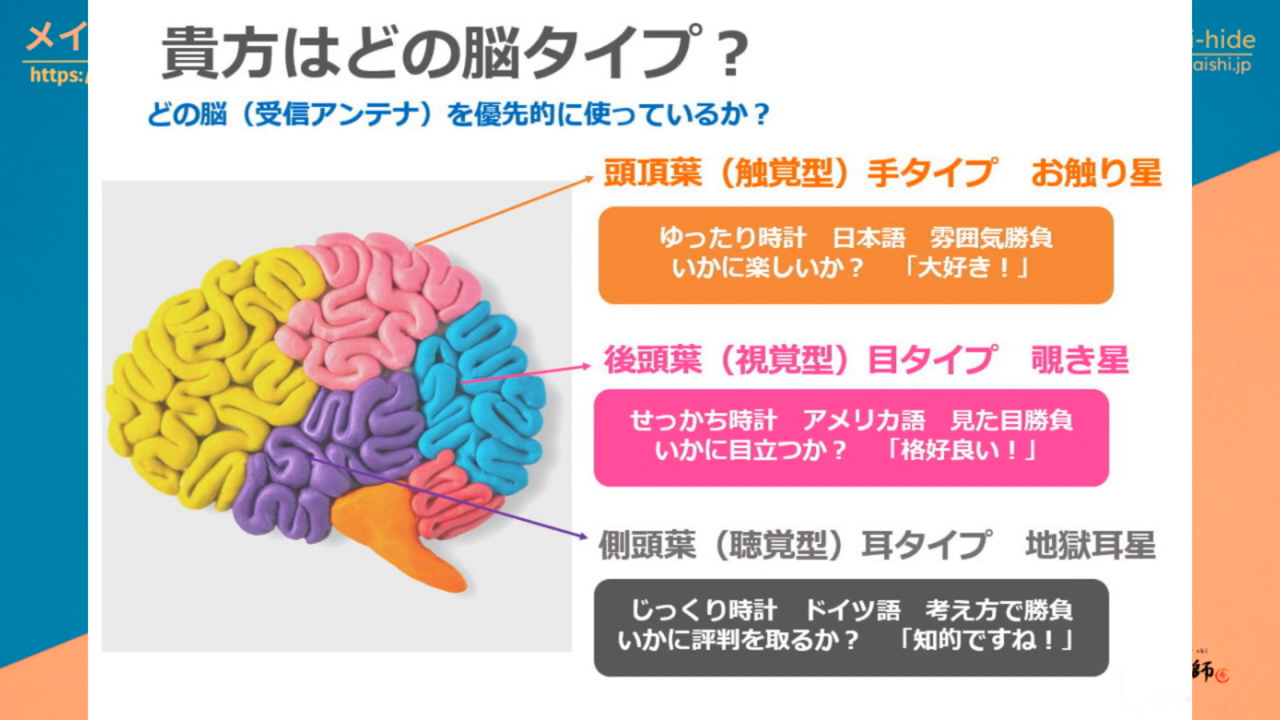 メイ
https:/
i-hide
aishi.jp
貴方はどの脳タイプ？
どの脳（受信アンテナ）を優先的に使っているか？
頭頂葉（触覚型）手タイプ　お触り星
ゆったり時計　日本語　雰囲気勝負
いかに楽しいか？　「大好き！」
後頭葉（視覚型）目タイプ　覗き星
せっかち時計　アメリカ語　見た目勝負
いかに目立つか？　「格好良い！」
側頭葉（聴覚型）耳タイプ　地獄耳星
じっくり時計　ドイツ語　考え方で勝負
いかに評判を取るか？　「知的ですね！」
師